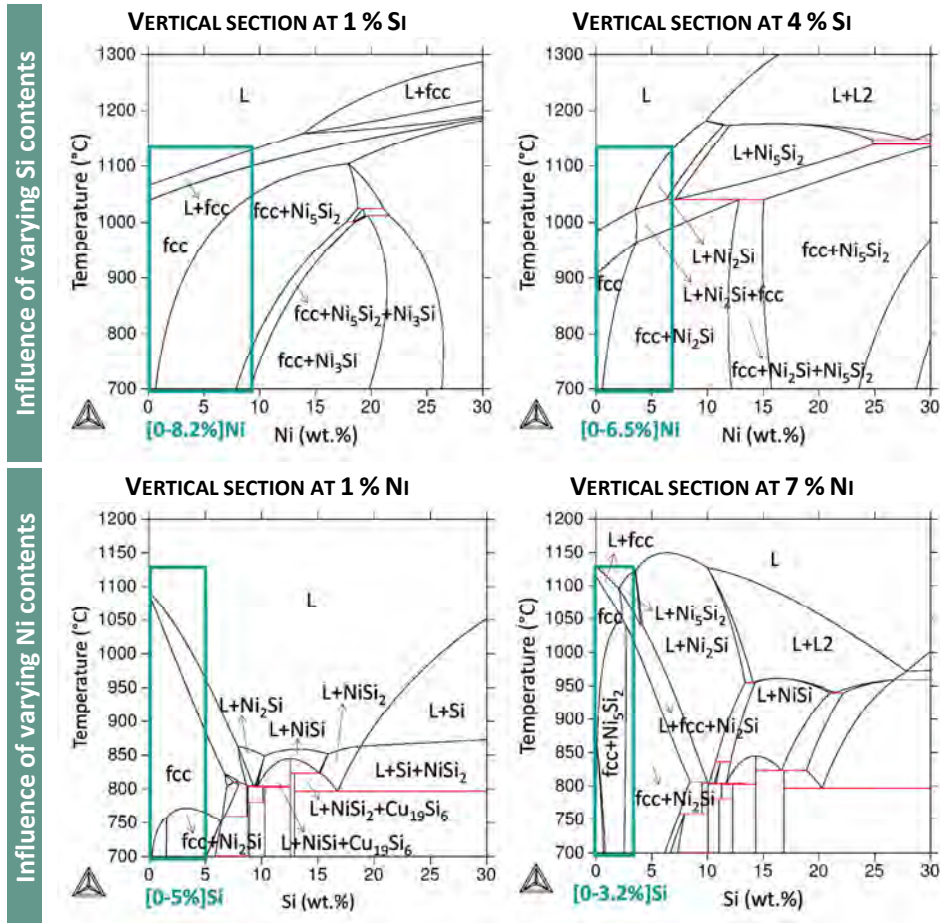 Influence of varying Si contents
VERTICAL SECTION AT 1 % SI
1300
1200
1100
1000
900
800
700
Temperature (°C)
L
L+fcc
L+fcc
fcc
fcc+Ni5Si2
fcc+Ni5Si2+Ni3Si
fcc+Ni3Si
0 5 10 15 20 25 30
[0-8.2%]Ni
Ni (wt.%)
VERTICAL SECTION AT 4 % SI
1300
1200
1100
1000
900
800
700
Temperature (°C)
L
L+L2
L+Ni5Si2
L+Ni2Si
fcc+Ni5Si2
fcc
L+Ni2Si+fcc
fcc+Ni2Si
fcc+Ni2Si+Ni5Si2
0 5 10 15 20 25 30
[0-6.5%]Ni
Ni (wt.%)
Influence of varying Ni contents
VERTICAL SECTION AT 1 % NI
1200
1150
1100
1050
1000
950
900
850
800
750
700
Temperature (°C)
L
L+Ni2Si
L+NiSi2
L+NiSi
L+Si
fcc
L+Si+NiSi2
L+NiSi2+Cu19Si6
fcc+Ni2Si
L+NiSi+Cu19Si6
0 5 10 15 20 25 30
[0-5%]Si
Si (wt.%)
VERTICAL SECTION AT 7 % NI
1200
1150
1100
1050
1000
950
900
850
800
750
700
Temperature (°C)
L+fcc
L
fcc
L+Ni5Si2
L+Ni2Si
L+L2
L+NiSi
fcc+Ni5Si2
L+fcc+Ni2Si
fcc+Ni2Si
0 5 10 15 20 25 30
[0-3.2%]Si
Si (wt.%)